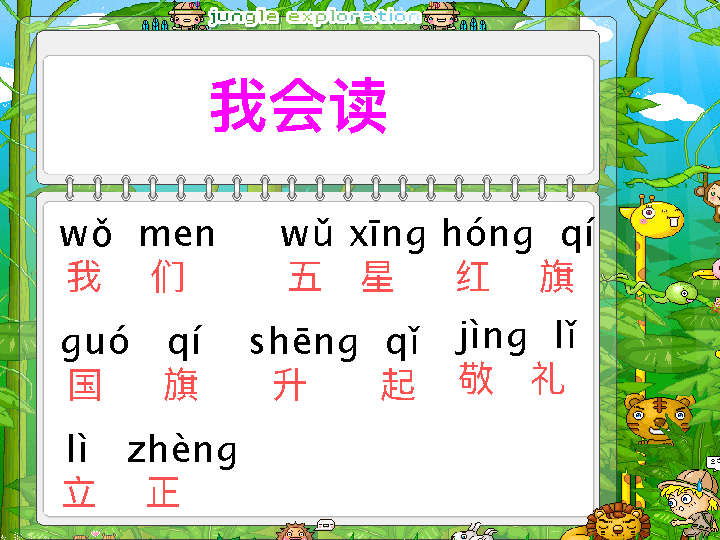 jungle exploration
我会读
wǒ men wǔ xīng hóng qí
我 们 五 星 红 旗
guó qí shēng qǐ jìng lǐ
国 旗 升 起 敬 礼
lì zhèng
立 正